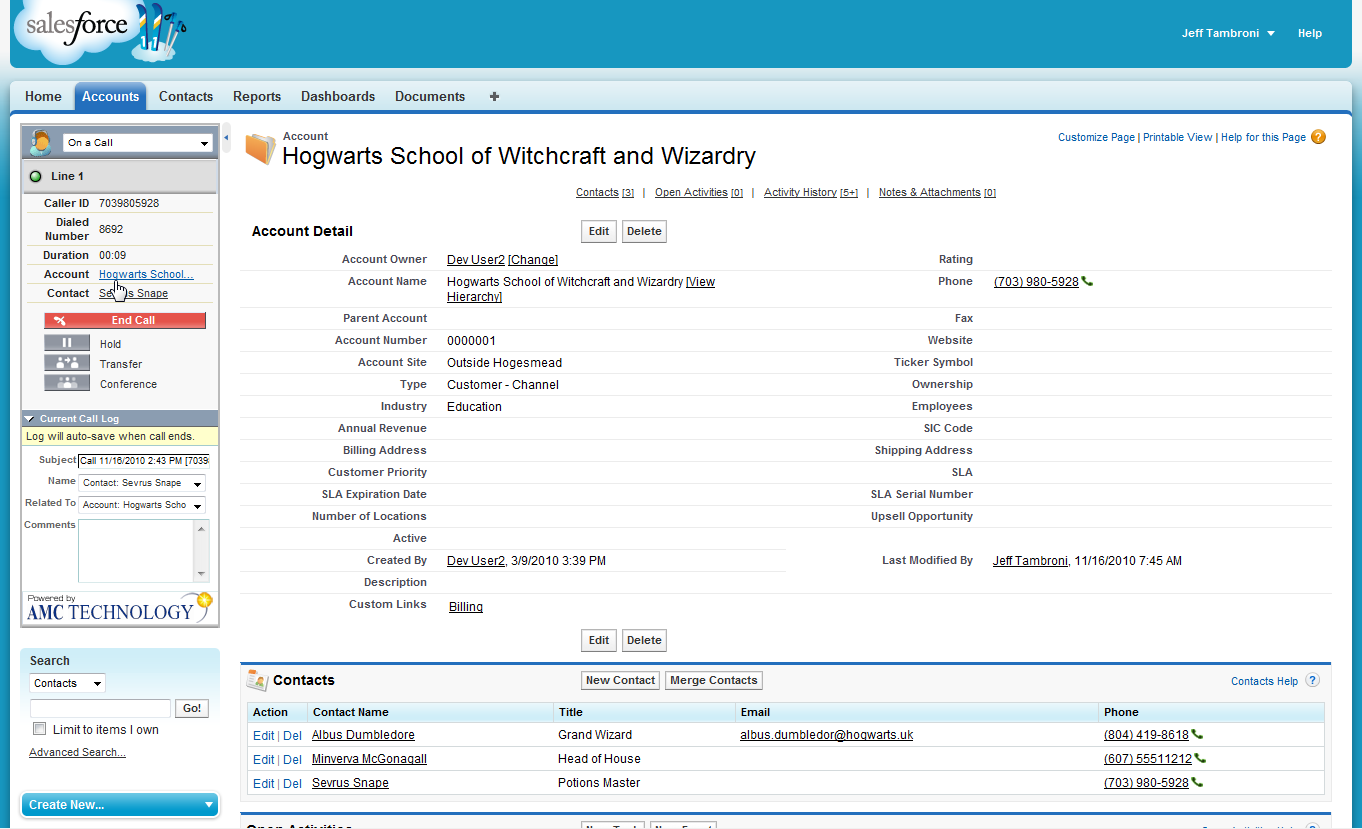 salesforce
Jeff Tambroni Help
Home Accounts Contacts Reports Dashboards Documents +
On a Call
Line 1
Caller ID 7039805928
Dialed Number 8692
Duration 00:09
Account Hogwarts School...
Contact Sevrus Snape
End Call
Hold
Transfer
Conference
Current Call Log
Log will auto-save when call ends.
Subject Call 11/16/2010 2:43 PM [7039
Name Contact: Sevrus Snape
Related To Account: Hogwarts Scho
Comments
Powered by
AMC TECHNOLOGY
Search
Contacts
Go!
Limit to items I own
Advanced Search...
Create New...
Account
Hogwarts School of Witchcraft and Wizardry
Customize Page | Printable View | Help for this Page ?
Contacts [3] | Open Activities [0] | Activity History [5+] | Notes & Attachments [0]
Account Detail Edit Delete
Account Owner Dev User2 [Change] Rating
Account Name Hogwarts School of Witchcraft and Wizardry [View Hierarchy] Phone (703) 980-5928
Parent Account Fax
Account Number 0000001 Website
Account Site Outside Hogesmead Ticker Symbol
Type Customer - Channel Ownership
Industry Education Employees
Annual Revenue SIC Code
Billing Address Shipping Address
Customer Priority SLA
SLA Expiration Date SLA Serial Number
Number of Locations Upsell Opportunity
Active
Created By Dev User2, 3/9/2010 3:39 PM Last Modified By Jeff Tambroni, 11/16/2010 7:45 AM
Description
Custom Links Billing
Edit Delete
Contacts New Contact Merge Contacts Contacts Help ?
Action Contact Name Title Email Phone
Edit | Del Albus Dumbledore Grand Wizard albus.dumbledor@hogwarts.uk (804) 419-8618
Edit | Del Minverva McGonagall Head of House (607) 55511212
Edit | Del Sevrus Snape Potions Master (703) 980-5928